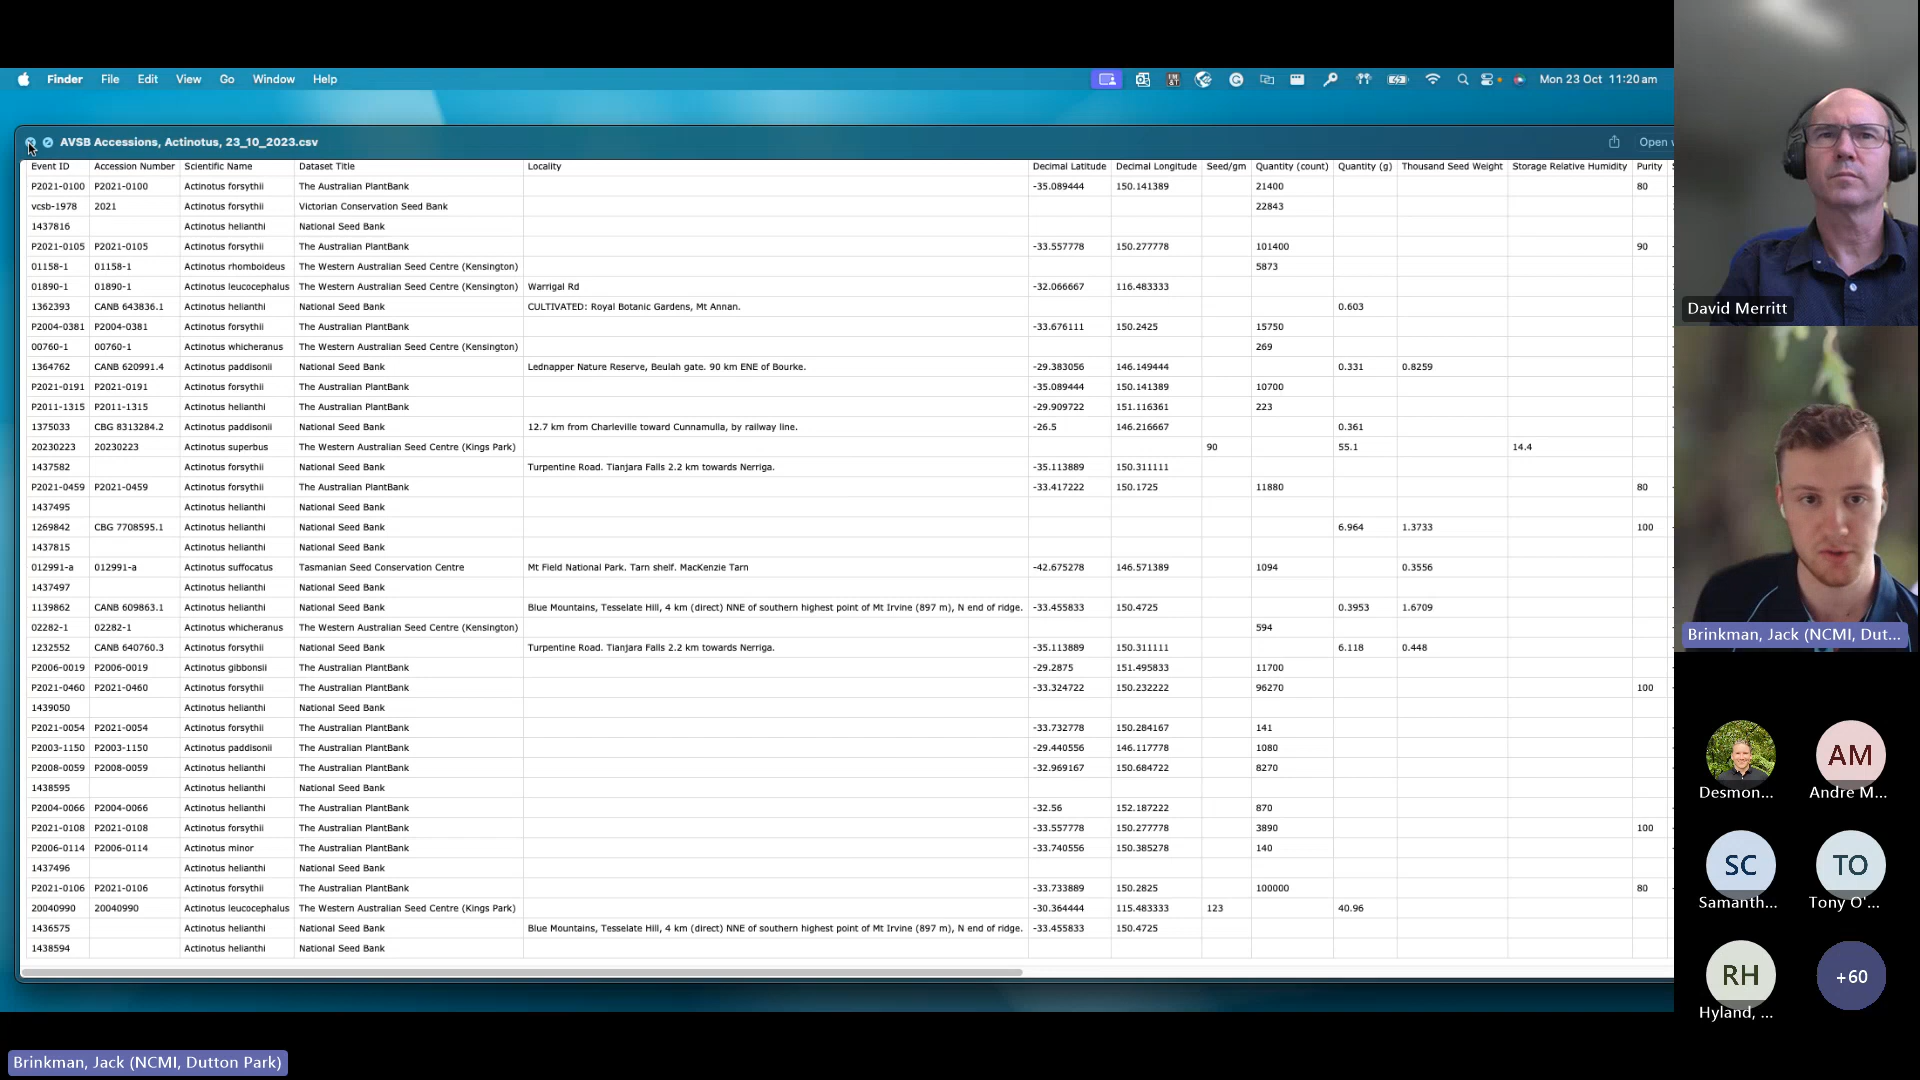 Finder File Edit View Go Window Help Mon 23 Oct 11:20 am
AVSB Accessions, Actinotus, 23_10_2023.csv Open
Event ID Accession Number Scientific Name Dataset Title Locality Decimal Latitude Decimal Longitude Seed/gm Quantity (count) Quantity (g) Thousand Seed Weight Storage Relative Humidity Purity
P2021-0100 P2021-0100 Actinotus forsythii The Australian PlantBank -35.089444 150.141389 21400 80
vcsb-1978 2021 Actinotus forsythii Victorian Conservation Seed Bank 22843
1437816 Actinotus helianthi National Seed Bank
P2021-0105 P2021-0105 Actinotus forsythii The Australian PlantBank -33.557778 150.277778 101400 90
01158-1 01158-1 Actinotus rhomboideus The Western Australian Seed Centre (Kensington) 5873
01890-1 01890-1 Actinotus leucocephalus The Western Australian Seed Centre (Kensington) Warrigal Rd -32.066667 116.483333
1362393 CANB 643836.1 Actinotus helianthi National Seed Bank CULTIVATED: Royal Botanic Gardens, Mt Annan. 0.603
P2004-0381 P2004-0381 Actinotus forsythii The Australian PlantBank -33.676111 150.2425 15750
00760-1 00760-1 Actinotus whicheranus The Western Australian Seed Centre (Kensington) 269
1364762 CANB 620991.4 Actinotus paddisonii National Seed Bank Lednapper Nature Reserve, Beulah gate. 90 km ENE of Bourke. -29.383056 146.149444 0.331 0.8259
P2021-0191 P2021-0191 Actinotus forsythii The Australian PlantBank -35.089444 150.141389 10700
P2011-1315 P2011-1315 Actinotus helianthi The Australian PlantBank -29.909722 151.116361 223
1375033 CBG 8313284.2 Actinotus paddisonii National Seed Bank 12.7 km from Charleville toward Cunnamulla, by railway line. -26.5 146.216667 0.361
20230223 20230223 Actinotus superbus The Western Australian Seed Centre (Kings Park) 90 55.1 14.4
1437582 Actinotus forsythii National Seed Bank Turpentine Road. Tianjara Falls 2.2 km towards Nerriga. -35.113889 150.311111
P2021-0459 P2021-0459 Actinotus forsythii The Australian PlantBank -33.417222 150.1725 11880 80
1437495 Actinotus helianthi National Seed Bank
1269842 CBG 7708595.1 Actinotus helianthi National Seed Bank 6.964 1.3733 100
1437815 Actinotus helianthi National Seed Bank
012991-a 012991-a Actinotus suffocatus Tasmanian Seed Conservation Centre Mt Field National Park. Tarn shelf. MacKenzie Tarn -42.675278 146.571389 1094 0.3556
1437497 Actinotus helianthi National Seed Bank
1139862 CANB 609863.1 Actinotus helianthi National Seed Bank Blue Mountains, Tesselate Hill, 4 km (direct) NNE of southern highest point of Mt Irvine (897 m), N end of ridge. -33.455833 150.4725 0.3953 1.6709
02282-1 02282-1 Actinotus whicheranus The Western Australian Seed Centre (Kensington) 594
1232552 CANB 640760.3 Actinotus forsythii National Seed Bank Turpentine Road. Tianjara Falls 2.2 km towards Nerriga. -35.113889 150.311111 6.118 0.448
P2006-0019 P2006-0019 Actinotus gibbonsii The Australian PlantBank -29.2875 151.495833 11700
P2021-0460 P2021-0460 Actinotus forsythii The Australian PlantBank -33.324722 150.232222 96270 100
1439050 Actinotus helianthi National Seed Bank
P2021-0054 P2021-0054 Actinotus forsythii The Australian PlantBank -33.732778 150.284167 141
P2003-1150 P2003-1150 Actinotus paddisonii The Australian PlantBank -29.440556 146.117778 1080
P2008-0059 P2008-0059 Actinotus helianthi The Australian PlantBank -32.969167 150.684722 8270
1438595 Actinotus helianthi National Seed Bank
P2004-0066 P2004-0066 Actinotus helianthi The Australian PlantBank -32.56 152.187222 870
P2021-0108 P2021-0108 Actinotus forsythii The Australian PlantBank -33.557778 150.277778 3890 100
P2006-0114 P2006-0114 Actinotus minor The Australian PlantBank -33.740556 150.385278 140
1437496 Actinotus helianthi National Seed Bank
P2021-0106 P2021-0106 Actinotus forsythii The Australian PlantBank -33.733889 150.2825 100000 80
20040990 20040990 Actinotus leucocephalus The Western Australian Seed Centre (Kings Park) -30.364444 115.483333 123 40.96
1436575 Actinotus helianthi National Seed Bank Blue Mountains, Tesselate Hill, 4 km (direct) NNE of southern highest point of Mt Irvine (897 m), N end of ridge. -33.455833 150.4725
1438594 Actinotus helianthi National Seed Bank
David Merritt
Brinkman, Jack (NCMI, Dut...
AM
Desmon... Andre M...
SC TO
Samanth... Tony O'...
RH +60
Hyland, ...
Brinkman, Jack (NCMI, Dutton Park)